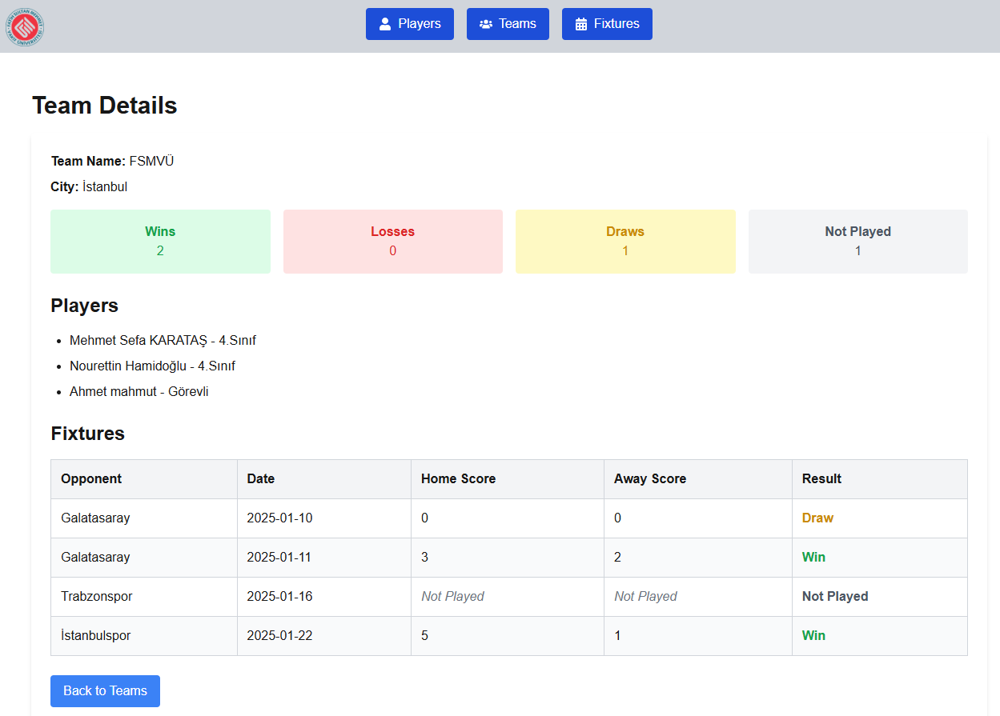 Players Teams Fixtures
Team Details
Team Name: FSMVÜ
City: İstanbul
Wins Losses Draws Not Played
2 0 1 1
Players
Mehmet Sefa KARATAŞ - 4.Sınıf
Nourettin Hamidoğlu - 4.Sınıf
Ahmet mahmut - Görevli
Fixtures
Opponent Date Home Score Away Score Result
Galatasaray 2025-01-10 0 0 Draw
Galatasaray 2025-01-11 3 2 Win
Trabzonspor 2025-01-16 Not Played Not Played Not Played
İstanbulspor 2025-01-22 5 1 Win
Back to Teams